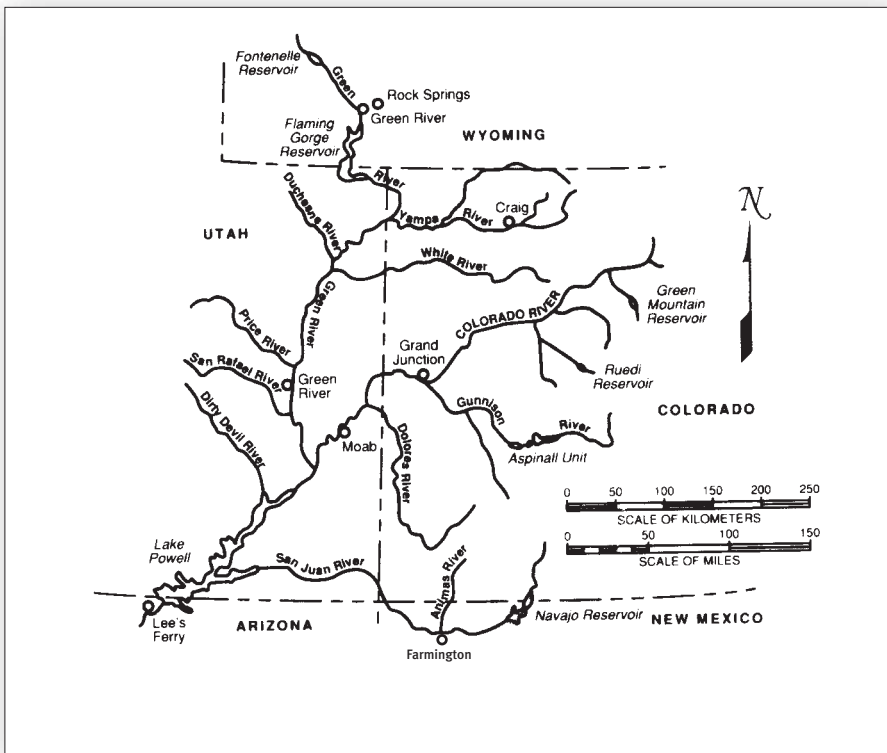 Fontenelle
Reservoir
Green
Rock Springs
Green River
Flaming
Gorge
Reservoir
WYOMING
River
Duchesne River
Yampa River
Craig
N
UTAH
White River
Green River
COLORADO RIVER
Green
Mountain
Reservoir
Price River
Grand
Junction
San Rafael River
Green
River
Ruedi
Reservoir
Dirty Devil River
Gunnison River
COLORADO
Moab
Dolores River
Aspinall Unit
0 50 100 150 200 250
SCALE OF KILOMETERS
0 50 100 150
SCALE OF MILES
Lake
Powell
San Juan River
Animas River
Lee's
Ferry
ARIZONA
Navajo Reservoir
NEW MEXICO
Farmington